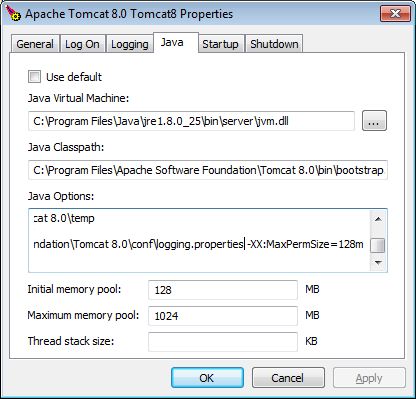 Apache Tomcat 8.0 Tomcat8 Properties
General Log On Logging Java Startup Shutdown
Use default
Java Virtual Machine:
C:\Program Files\Java\jre1.8.0_25\bin\server\jvm.dll
...
Java Classpath:
C:\Program Files\Apache Software Foundation\Tomcat 8.0\bin\bootstrap
Java Options:
cat 8.0\temp
ndation\Tomcat 8.0\conf\logging.properties -XX:MaxPermSize=128m
Initial memory pool: 128 MB
Maximum memory pool: 1024 MB
Thread stack size: KB
OK Cancel Apply